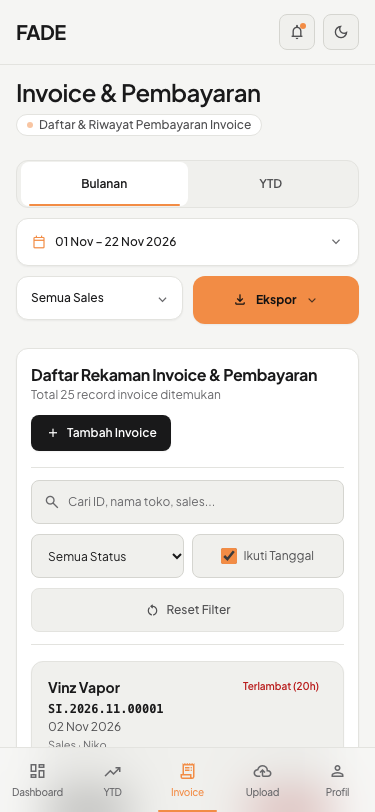 FADE
Invoice & Pembayaran
Daftar & Riwayat Pembayaran Invoice
Bulanan
YTD
01 Nov – 22 Nov 2026
Semua Sales
Ekspor
Daftar Rekaman Invoice & Pembayaran
Total 25 record invoice ditemukan
+ Tambah Invoice
Cari ID, nama toko, sales...
Semua Status
Ikuti Tanggal
Reset Filter
Vinz Vapor
Terlambat (20h)
SI.2026.11.00001
02 Nov 2026
Sales · Niko
Dashboard
YTD
Invoice
Upload
Profil